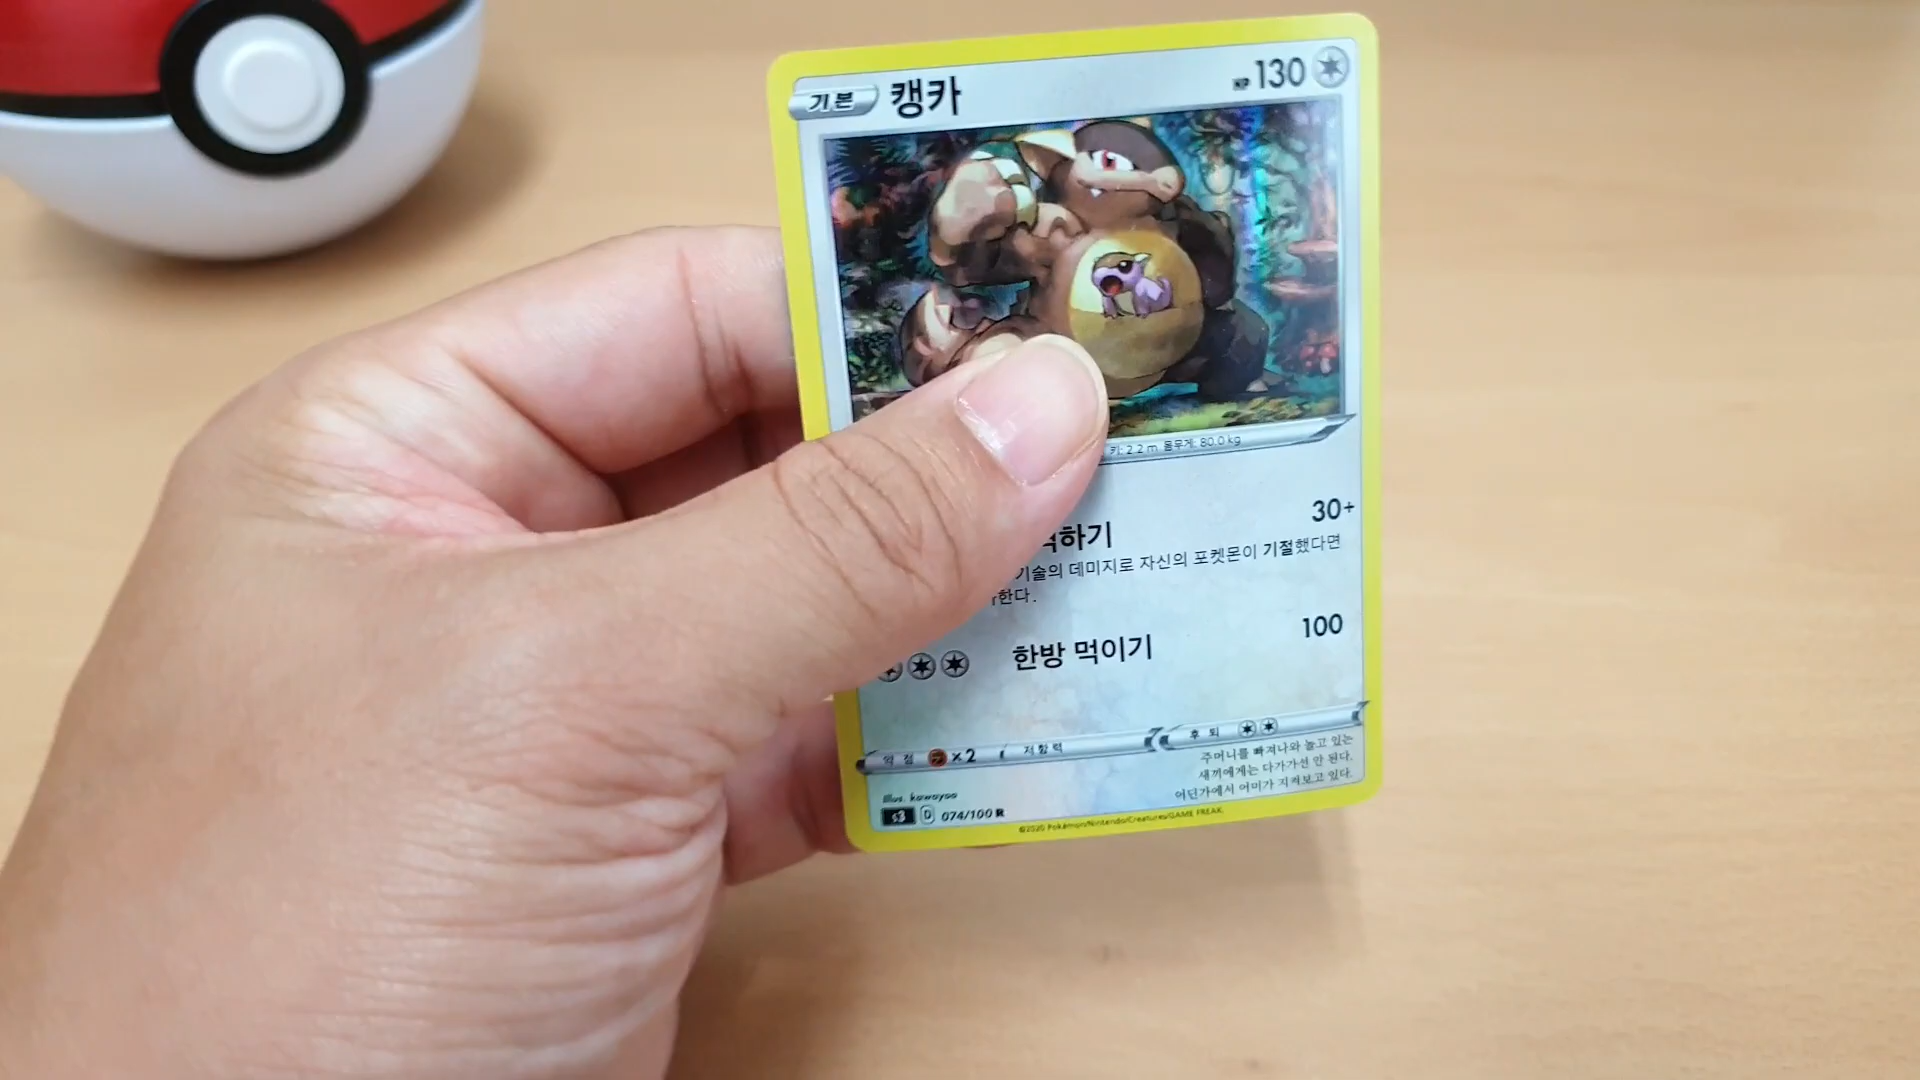 기본 캥카 HP 130
키: 2.2 m 몸무게: 80.0 kg
하기 30+
기술의 데미지로 자신의 포켓몬이 기절했다면
한다.
한방 먹이기 100
약점 ×2 저항력 후퇴
주머니를 빠져나와 놀고 있는
새끼에게는 다가가선 안 된다.
어딘가에서 어미가 지켜보고 있다.
Illus. kawayoo
s3 D 074/100 R
©2020 Pokémon/Nintendo/Creatures/GAME FREAK.